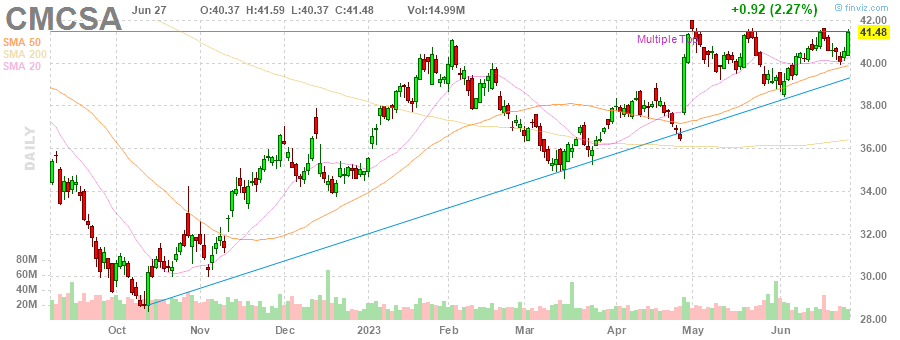 CMCSA Jun 27 O:40.37 H:41.59 L:40.37 C:41.48 Vol:14.99M +0.92 (2.27%) © finviz.com
SMA 50
SMA 200
SMA 20
DAILY
Multiple To
42.00
41.48
40.00
38.00
36.00
34.00
32.00
30.00
28.00
80M
60M
40M
20M
Oct Nov Dec 2023 Feb Mar Apr May Jun